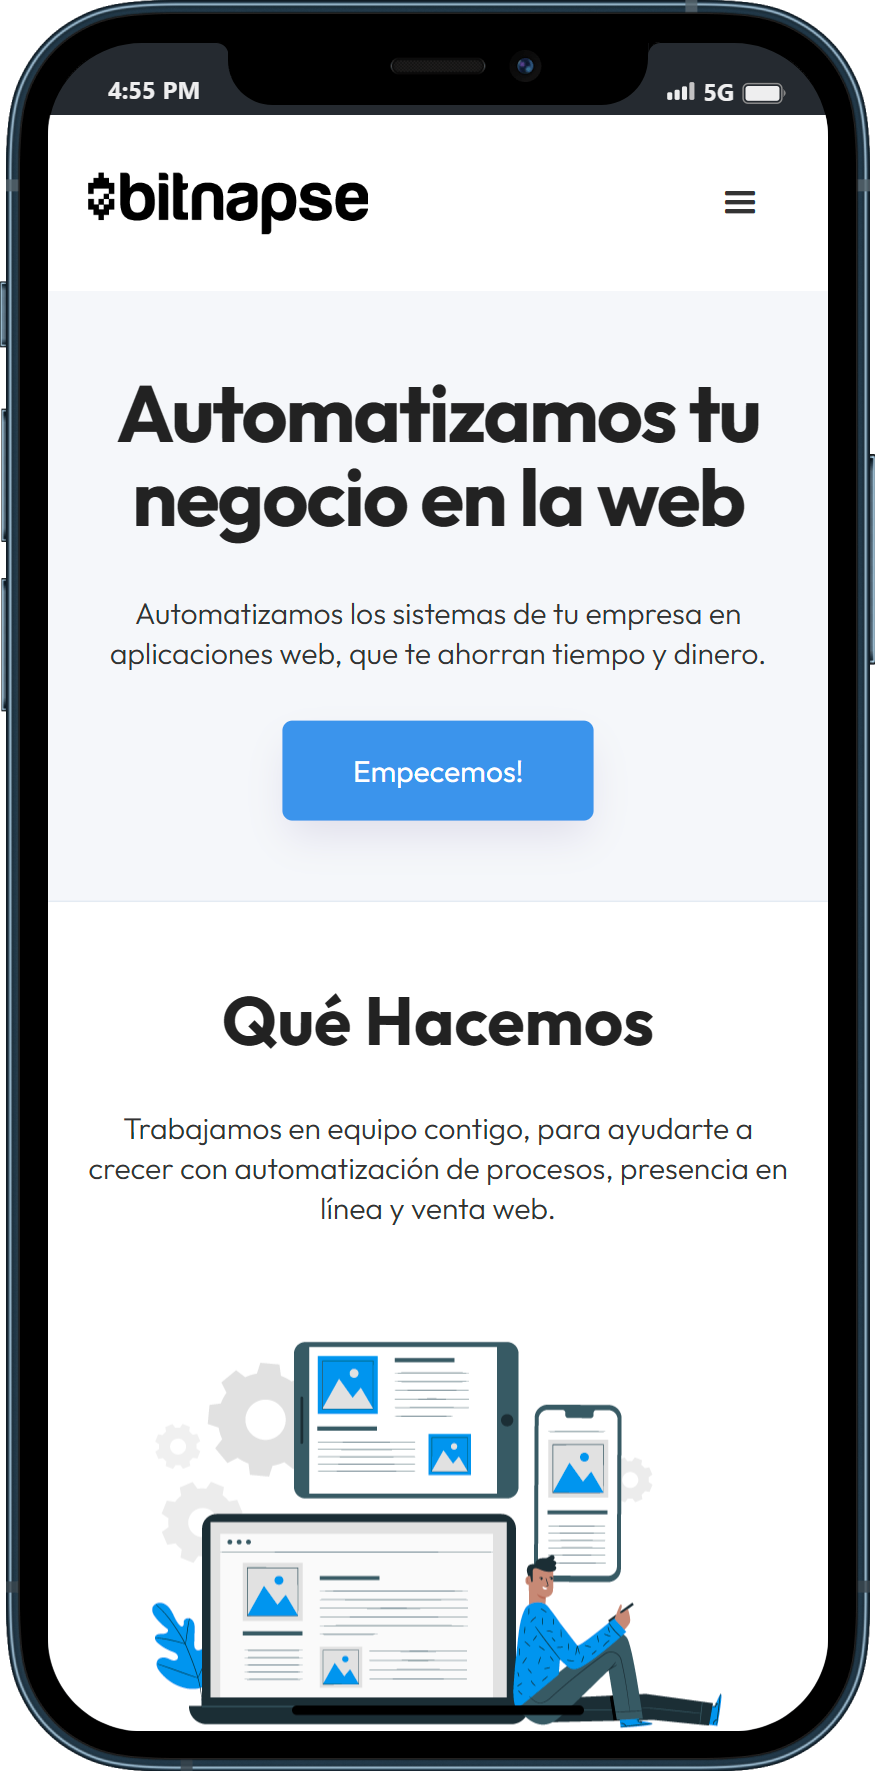 4:55 PM
5G
bitnapse
Automatizamos tu
negocio en la web
Automatizamos los sistemas de tu empresa en
aplicaciones web, que te ahorran tiempo y dinero.
Empecemos!
Qué Hacemos
Trabajamos en equipo contigo, para ayudarte a
crecer con automatización de procesos, presencia en
línea y venta web.